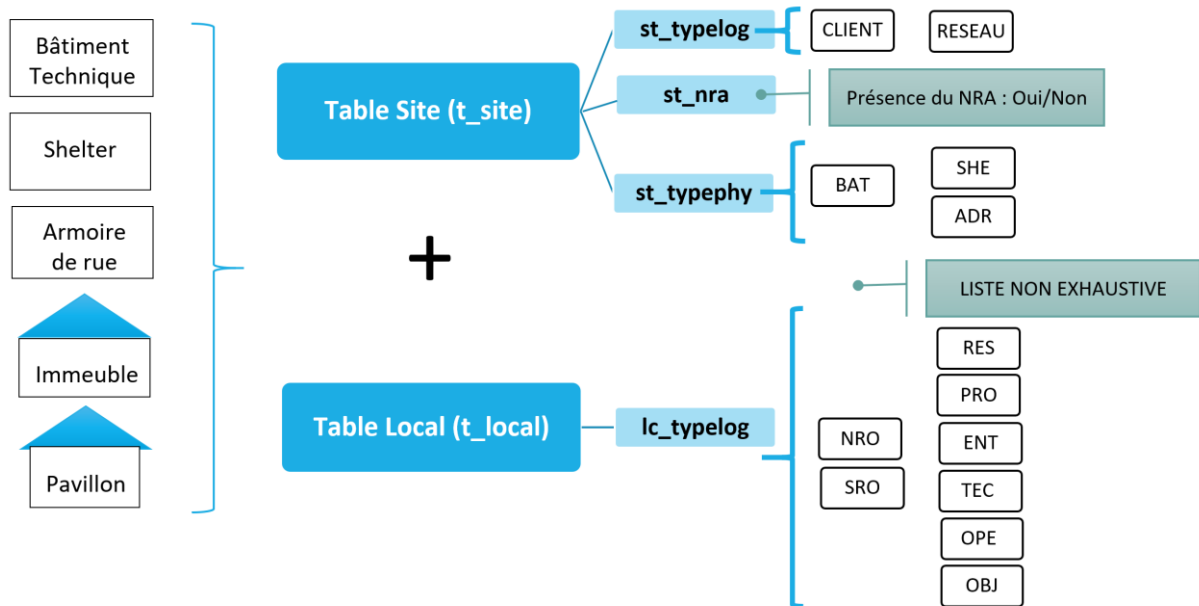 Bâtiment
Technique
Shelter
Armoire
de rue
Immeuble
Pavillon
Table Site (t_site)
+
Table Local (t_local)
st_typelog
CLIENT
RESEAU
st_nra
Présence du NRA : Oui/Non
st_typephy
BAT
SHE
ADR
LISTE NON EXHAUSTIVE
lc_typelog
NRO
SRO
RES
PRO
ENT
TEC
OPE
OBJ